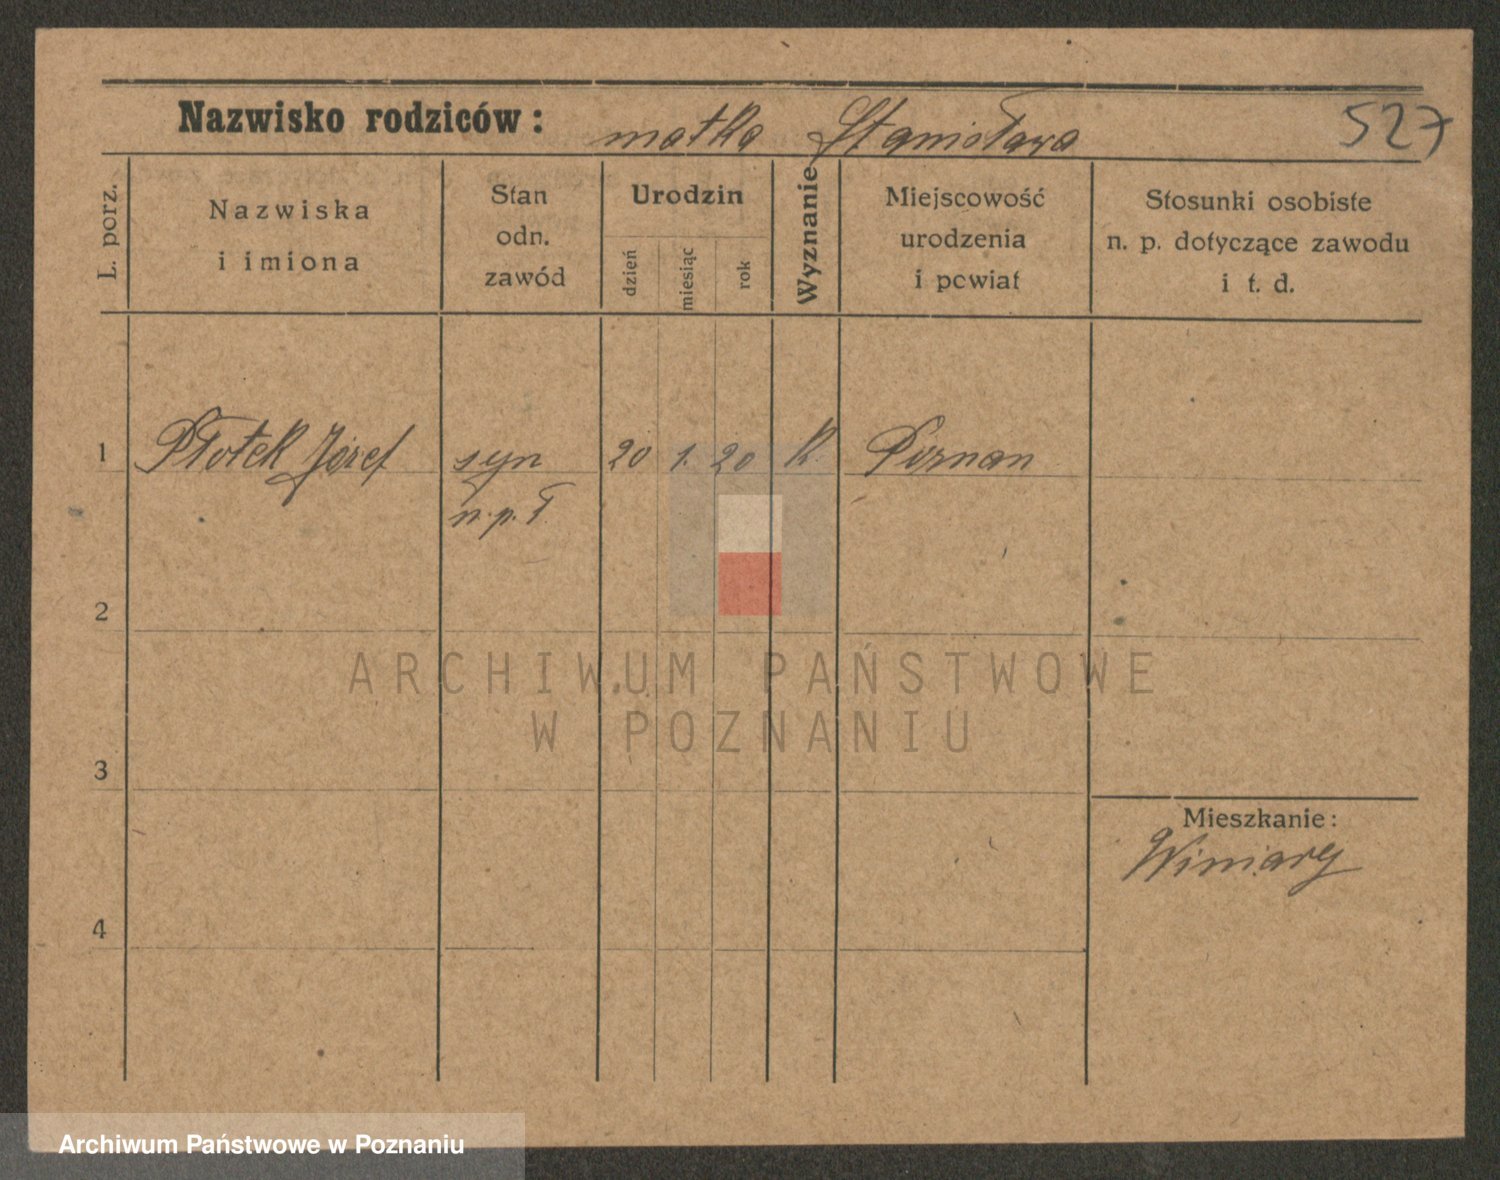 Nazwisko rodziców: matka Stanisława 527
L. porz.
Nazwiska
i imiona
Stan
odn.
zawód
Urodzin
dzień
miesiąc
rok
Wyznanie
Miejscowość
urodzenia
i powiat
Stosunki osobiste
n. p. dotyczące zawodu
i t. d.
1 Płotek Józef syn 20 1. 20 k. Poznan
n. p. ł.
2
ARCHIWUM PAŃSTWOWE
W POZNANIU
3
Mieszkanie:
Winiary
4
Archiwum Państwowe w Poznaniu